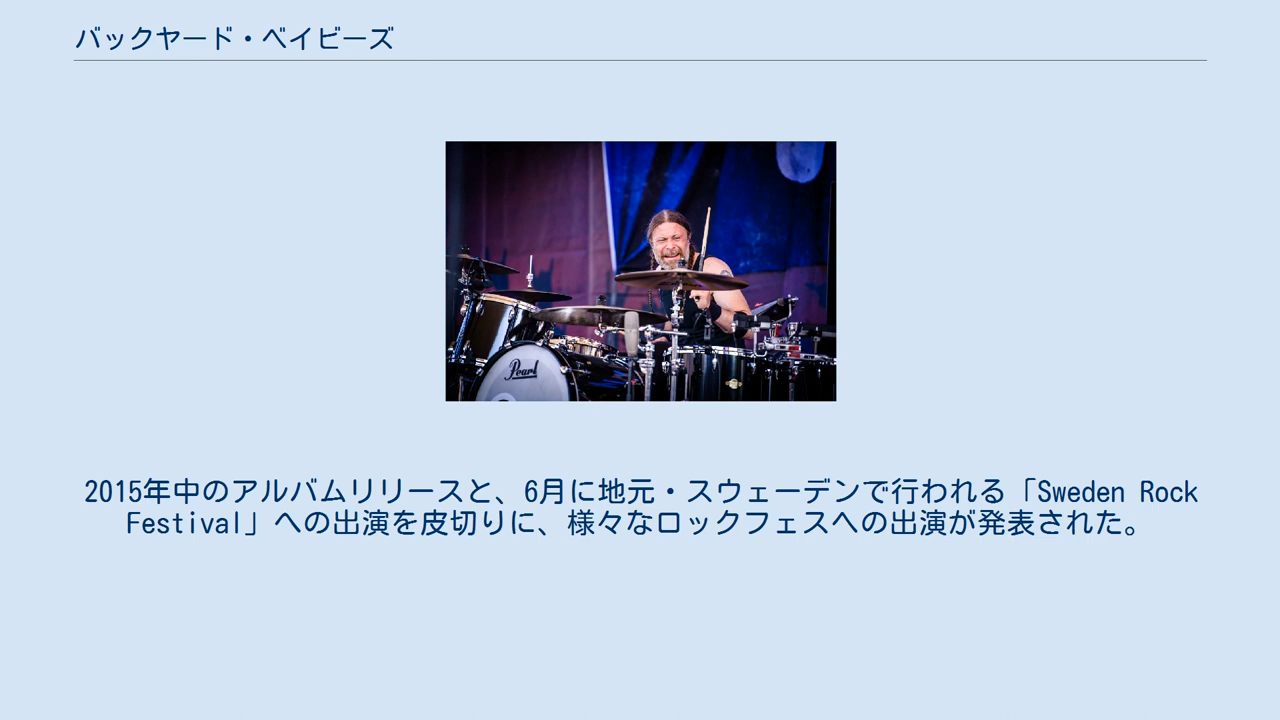 バックヤード・ベイビーズ
Pearl
2015年中のアルバムリリースと、6月に地元・スウェーデンで行われる「Sweden Rock
Festival」への出演を皮切りに、様々なロックフェスへの出演が発表された。